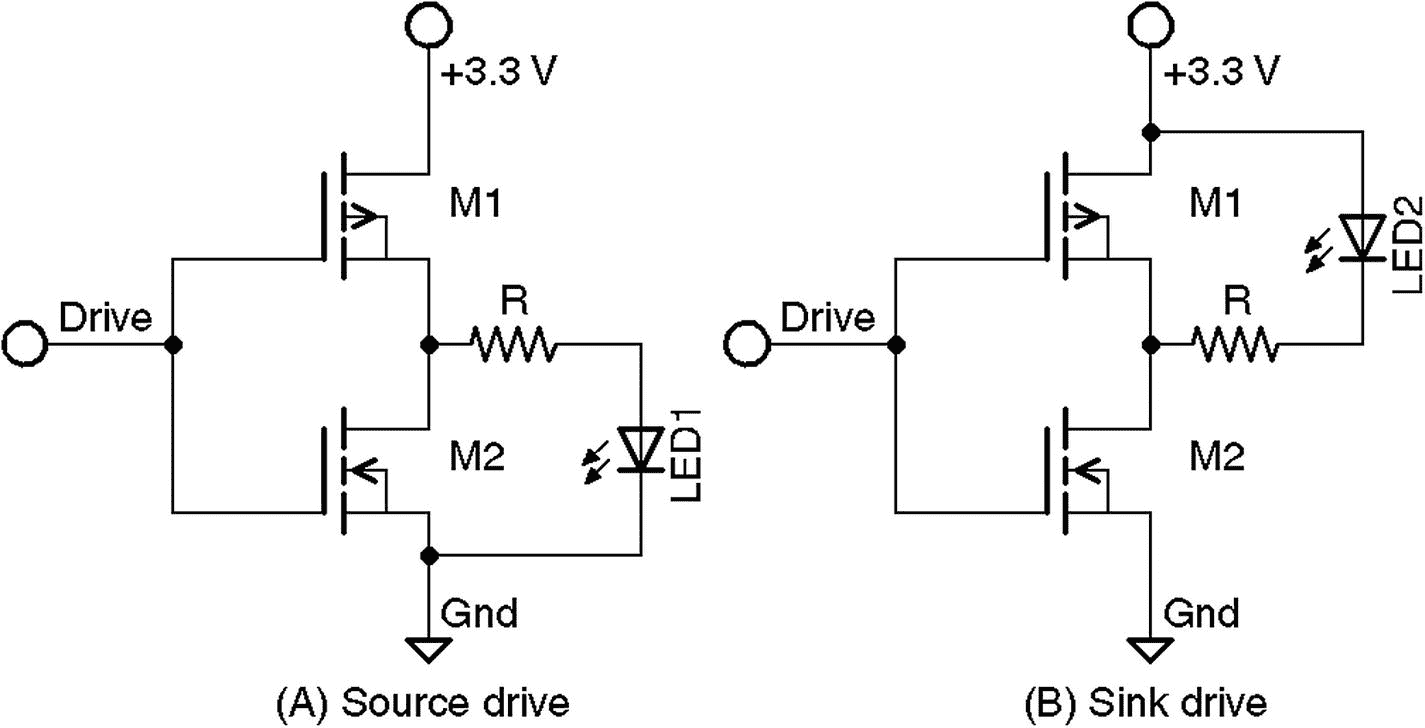 +3.3 V
M1
Drive
R
M2
LED1
Gnd
(A) Source drive
+3.3 V
M1
LED2
Drive
R
M2
Gnd
(B) Sink drive